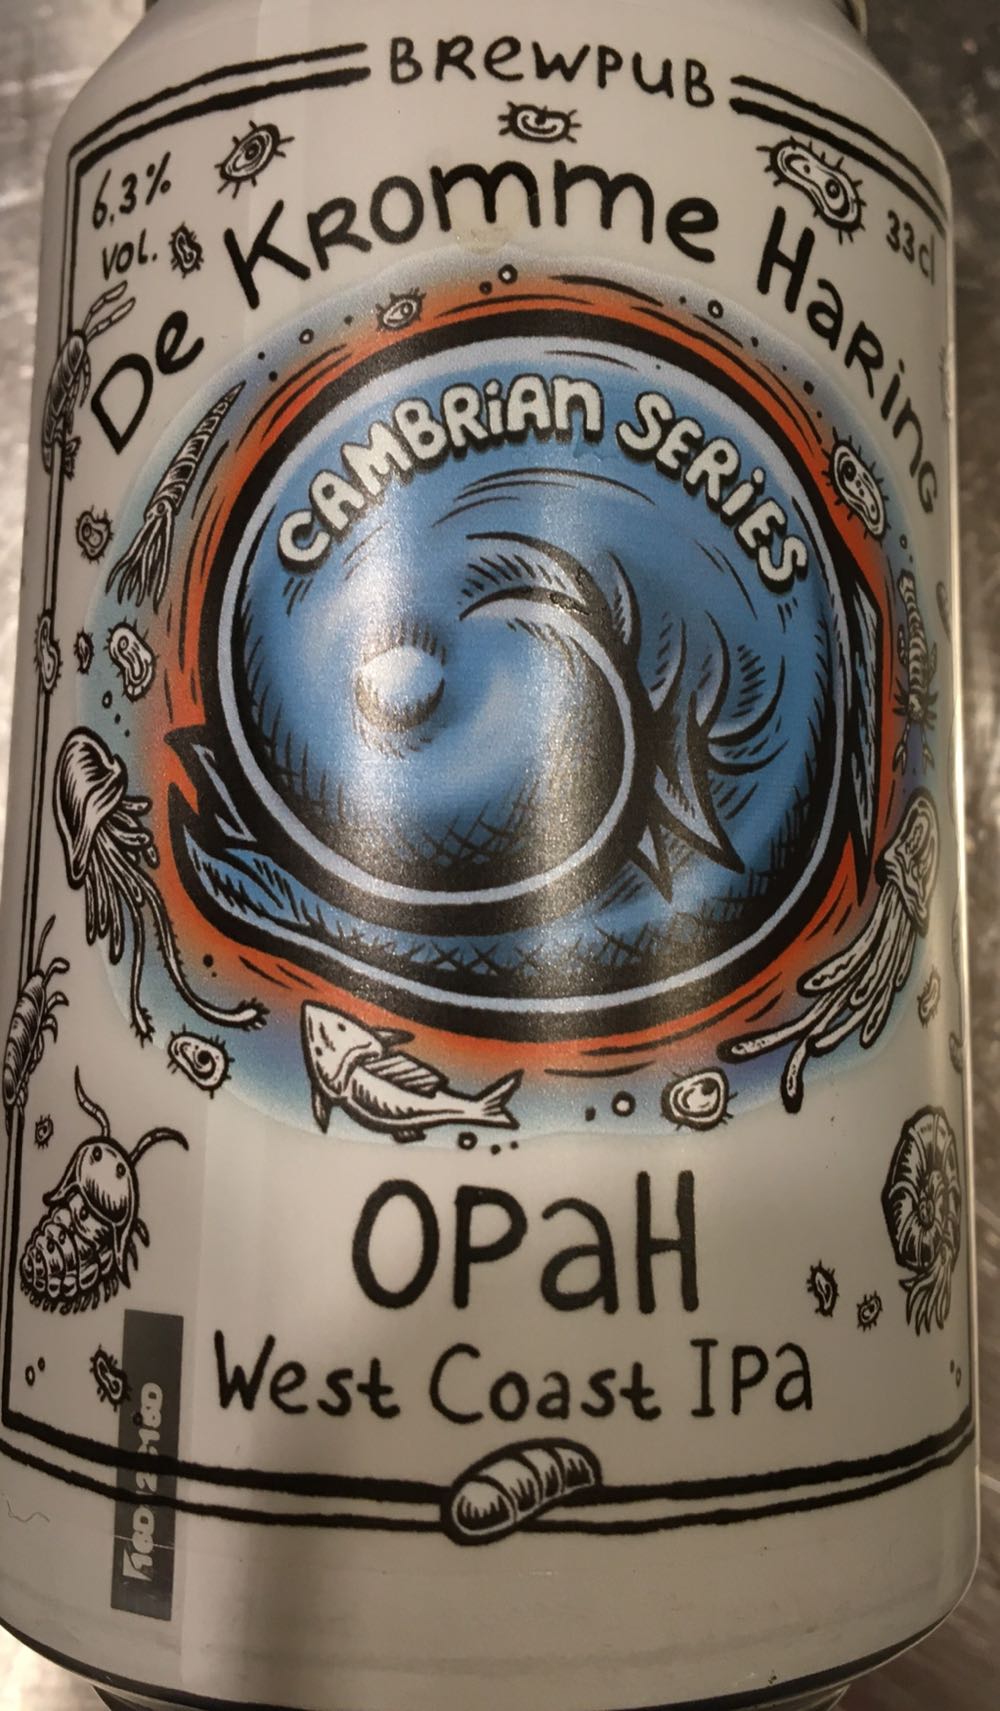 BREWPUB
6.3%
VOL.
33cl
De Kromme Haring
CAMBRIAN SERIES
OPAH
West Coast IPA